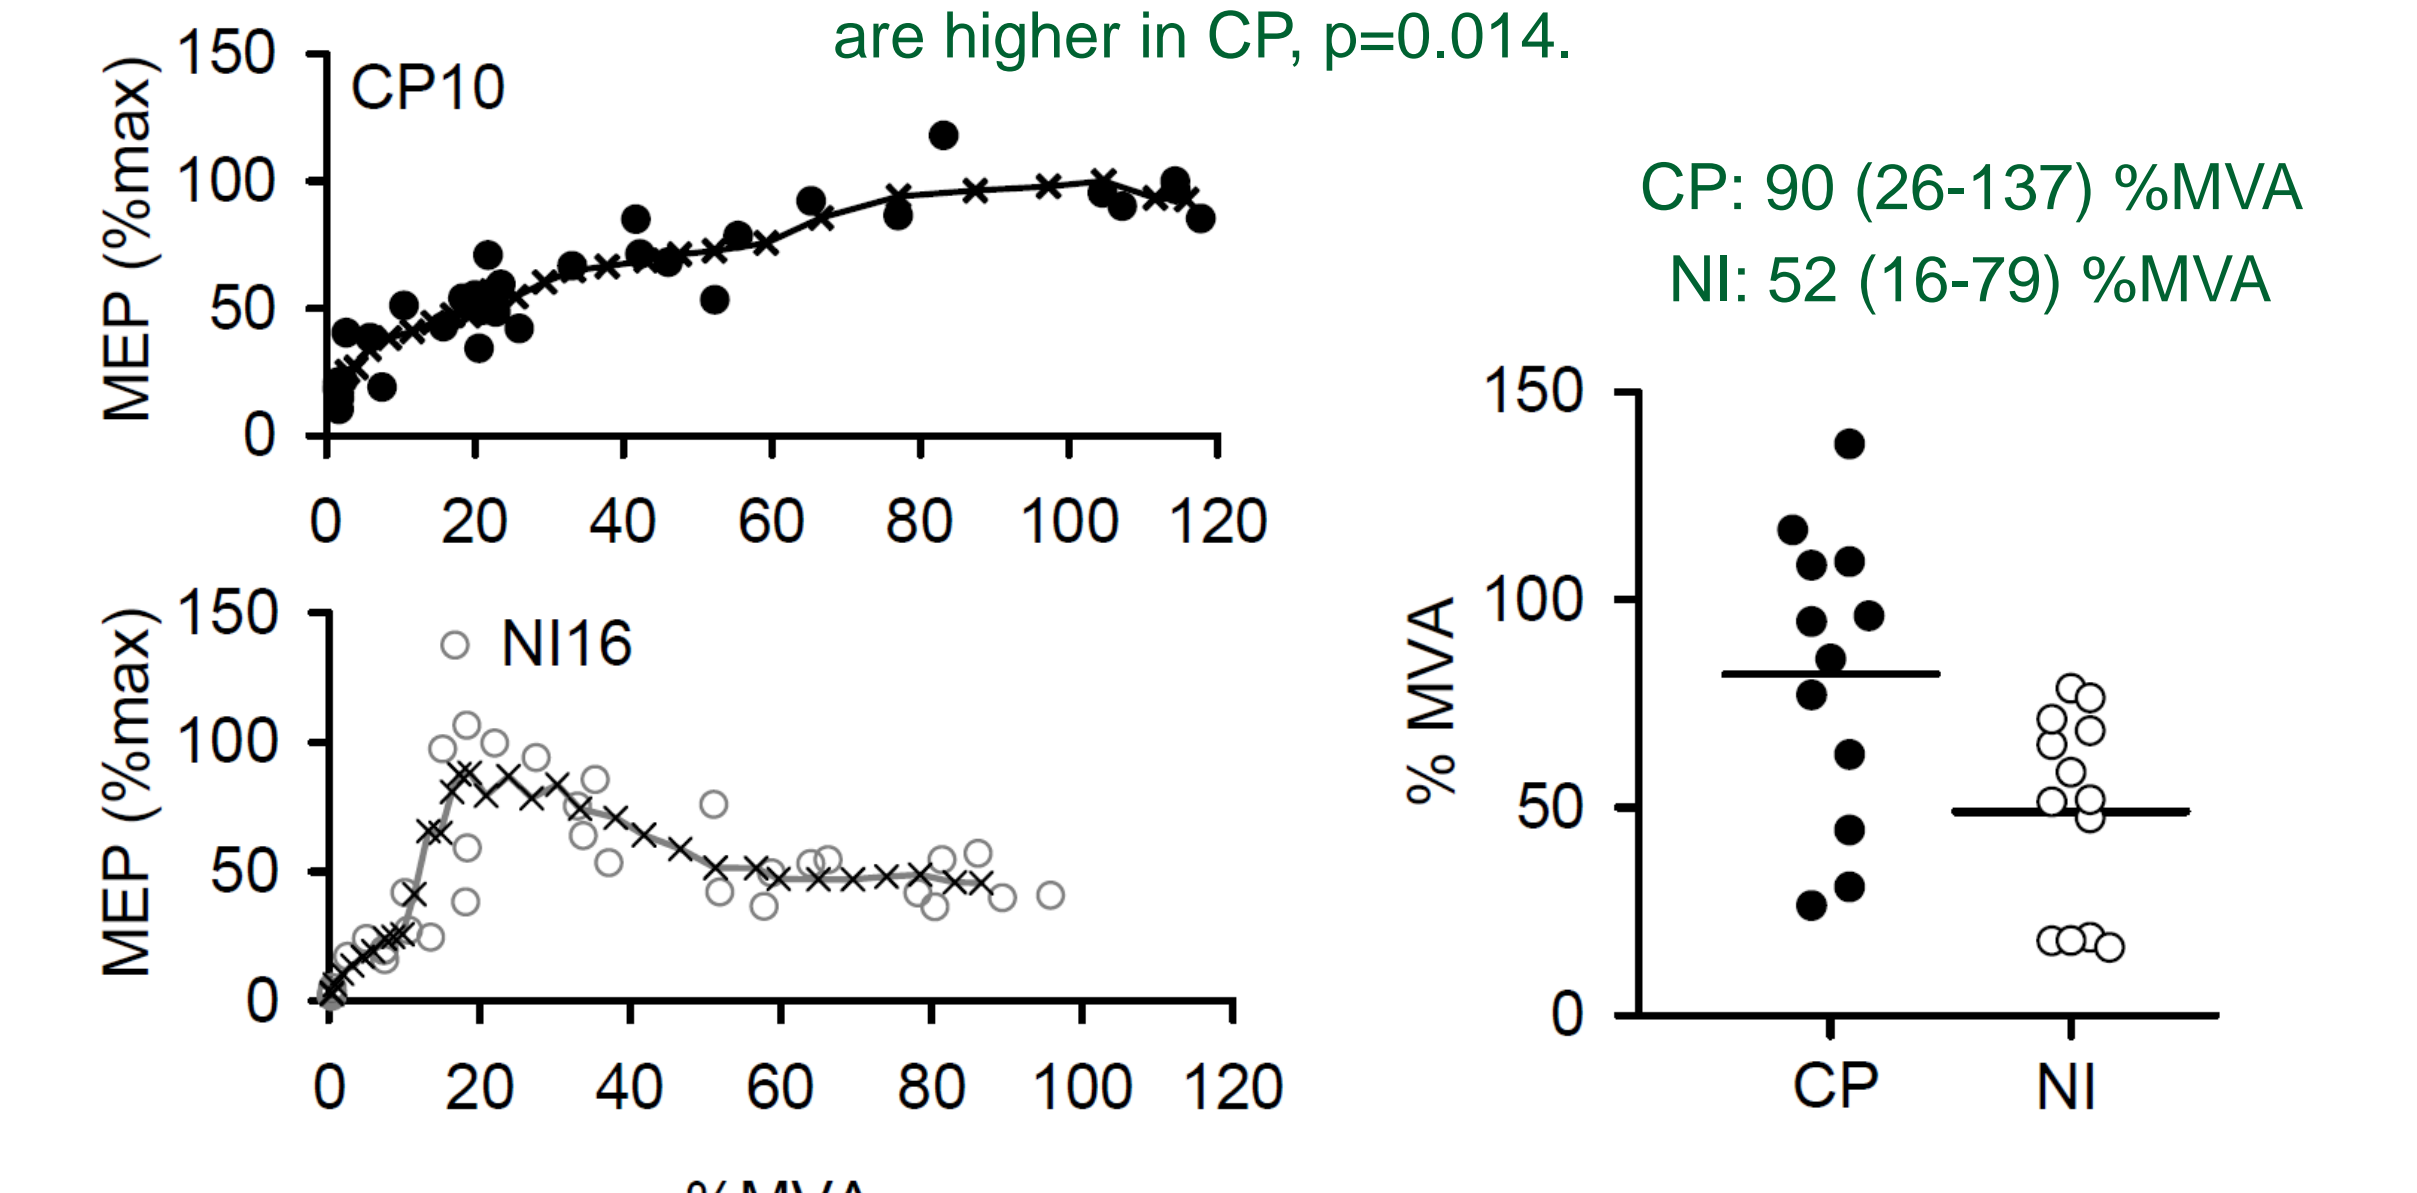 are higher in CP, p=0.014.
150
CP10
100
50
0
MEP (%max)
0 20 40 60 80 100 120
150
NI16
100
50
0
MEP (%max)
0 20 40 60 80 100 120
%MVA
CP: 90 (26-137) %MVA
NI: 52 (16-79) %MVA
150
100
50
0
% MVA
CP NI